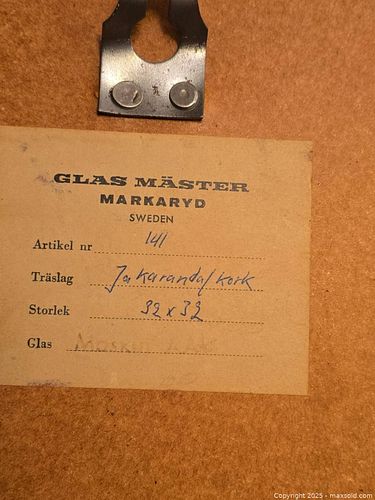 GLAS MÄSTER
MARKARYD
SWEDEN
Artikel nr 141
Träslag Jakaranda/kork
Storlek 32 x 32
Glas
Copyright 2025 - maxsold.com